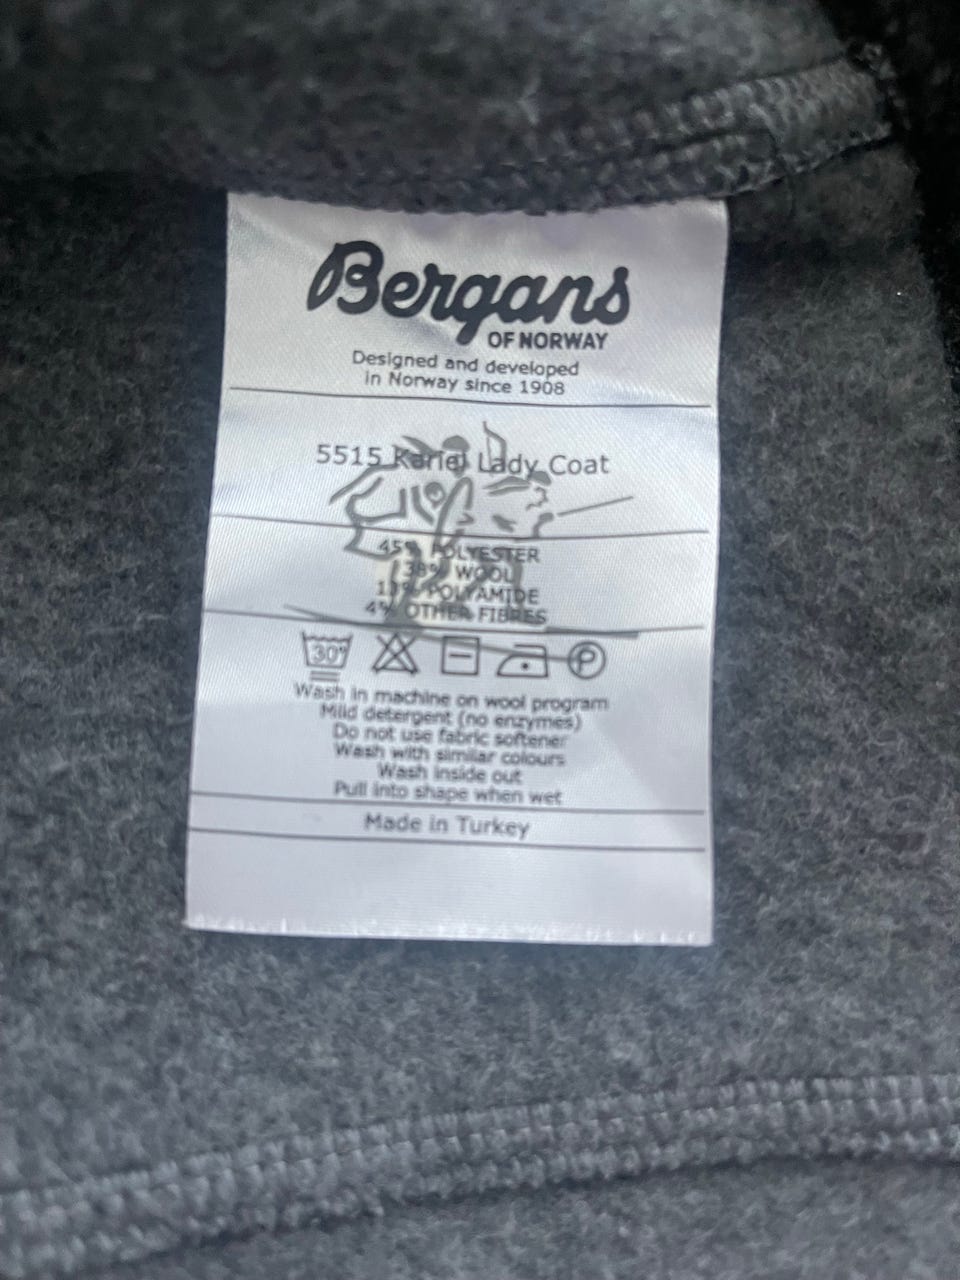 Bergans
OF NORWAY
Designed and developed
in Norway since 1908
5515 Kariel Lady Coat
45% POLYESTER
38% WOOL
13% POLYAMIDE
4% OTHER FIBRES
30° P
Wash in machine on wool program
Mild detergent (no enzymes)
Do not use fabric softener
Wash with similar colours
Wash inside out
Pull into shape when wet
Made in Turkey